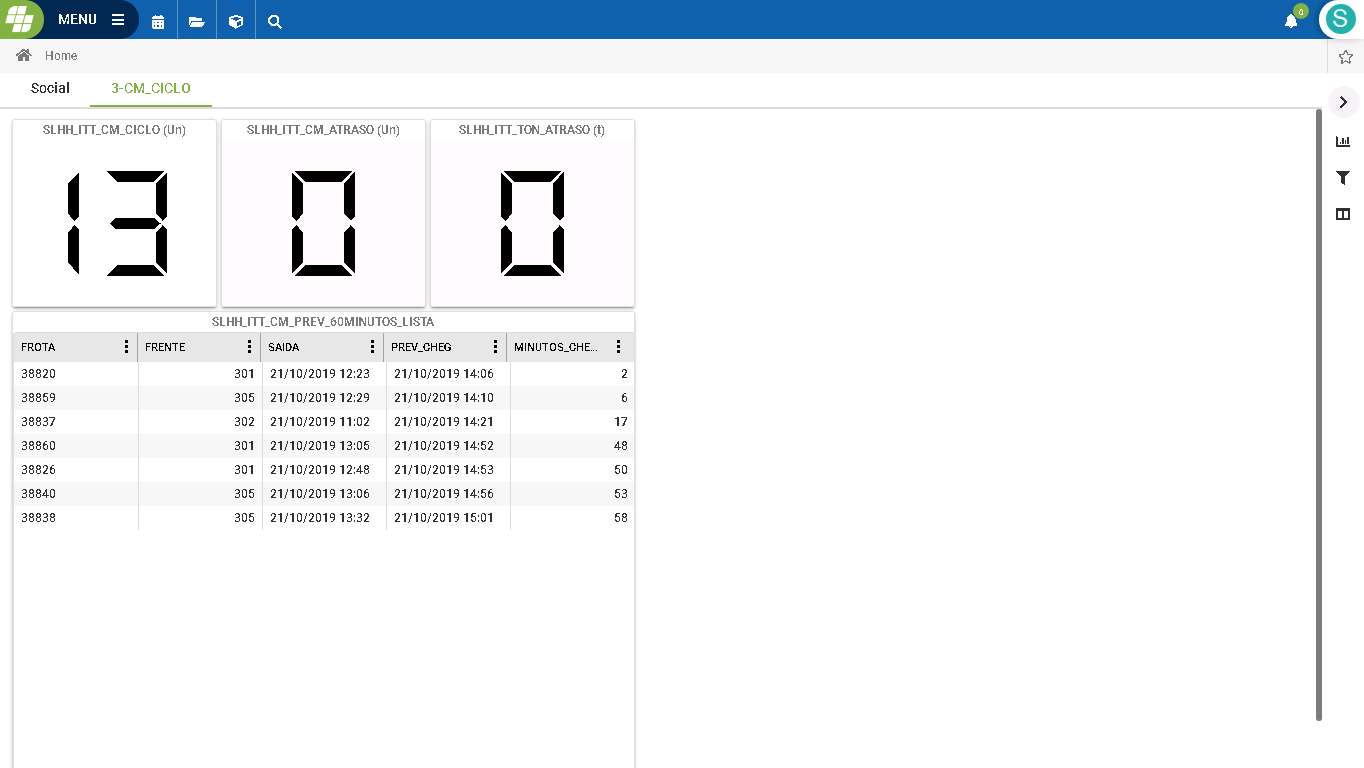 MENU
0
S
Home
Social 3-CM_CICLO
SLHH_ITT_CM_CICLO (Un) SLHH_ITT_CM_ATRASO (Un) SLHH_ITT_TON_ATRASO (t)
13 0 0
SLHH_ITT_CM_PREV_60MINUTOS_LISTA
FROTA FRENTE SAIDA PREV_CHEG MINUTOS_CHE...
38820 301 21/10/2019 12:23 21/10/2019 14:06 2
38859 305 21/10/2019 12:29 21/10/2019 14:10 6
38837 302 21/10/2019 11:02 21/10/2019 14:21 17
38860 301 21/10/2019 13:05 21/10/2019 14:52 48
38826 301 21/10/2019 12:48 21/10/2019 14:53 50
38840 305 21/10/2019 13:06 21/10/2019 14:56 53
38838 305 21/10/2019 13:32 21/10/2019 15:01 58